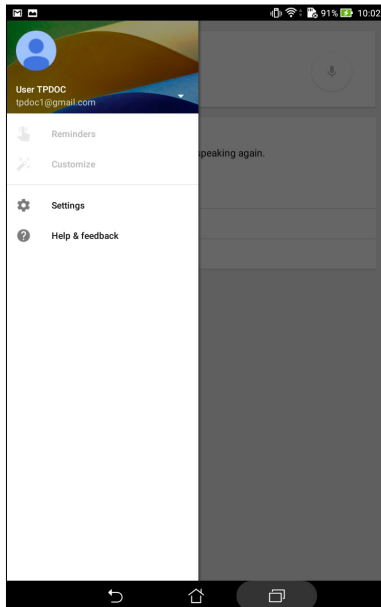 91% 10:02
User TPDOC
tpdoc1@gmail.com
Reminders
speaking again.
Customize
Settings
Help & feedback